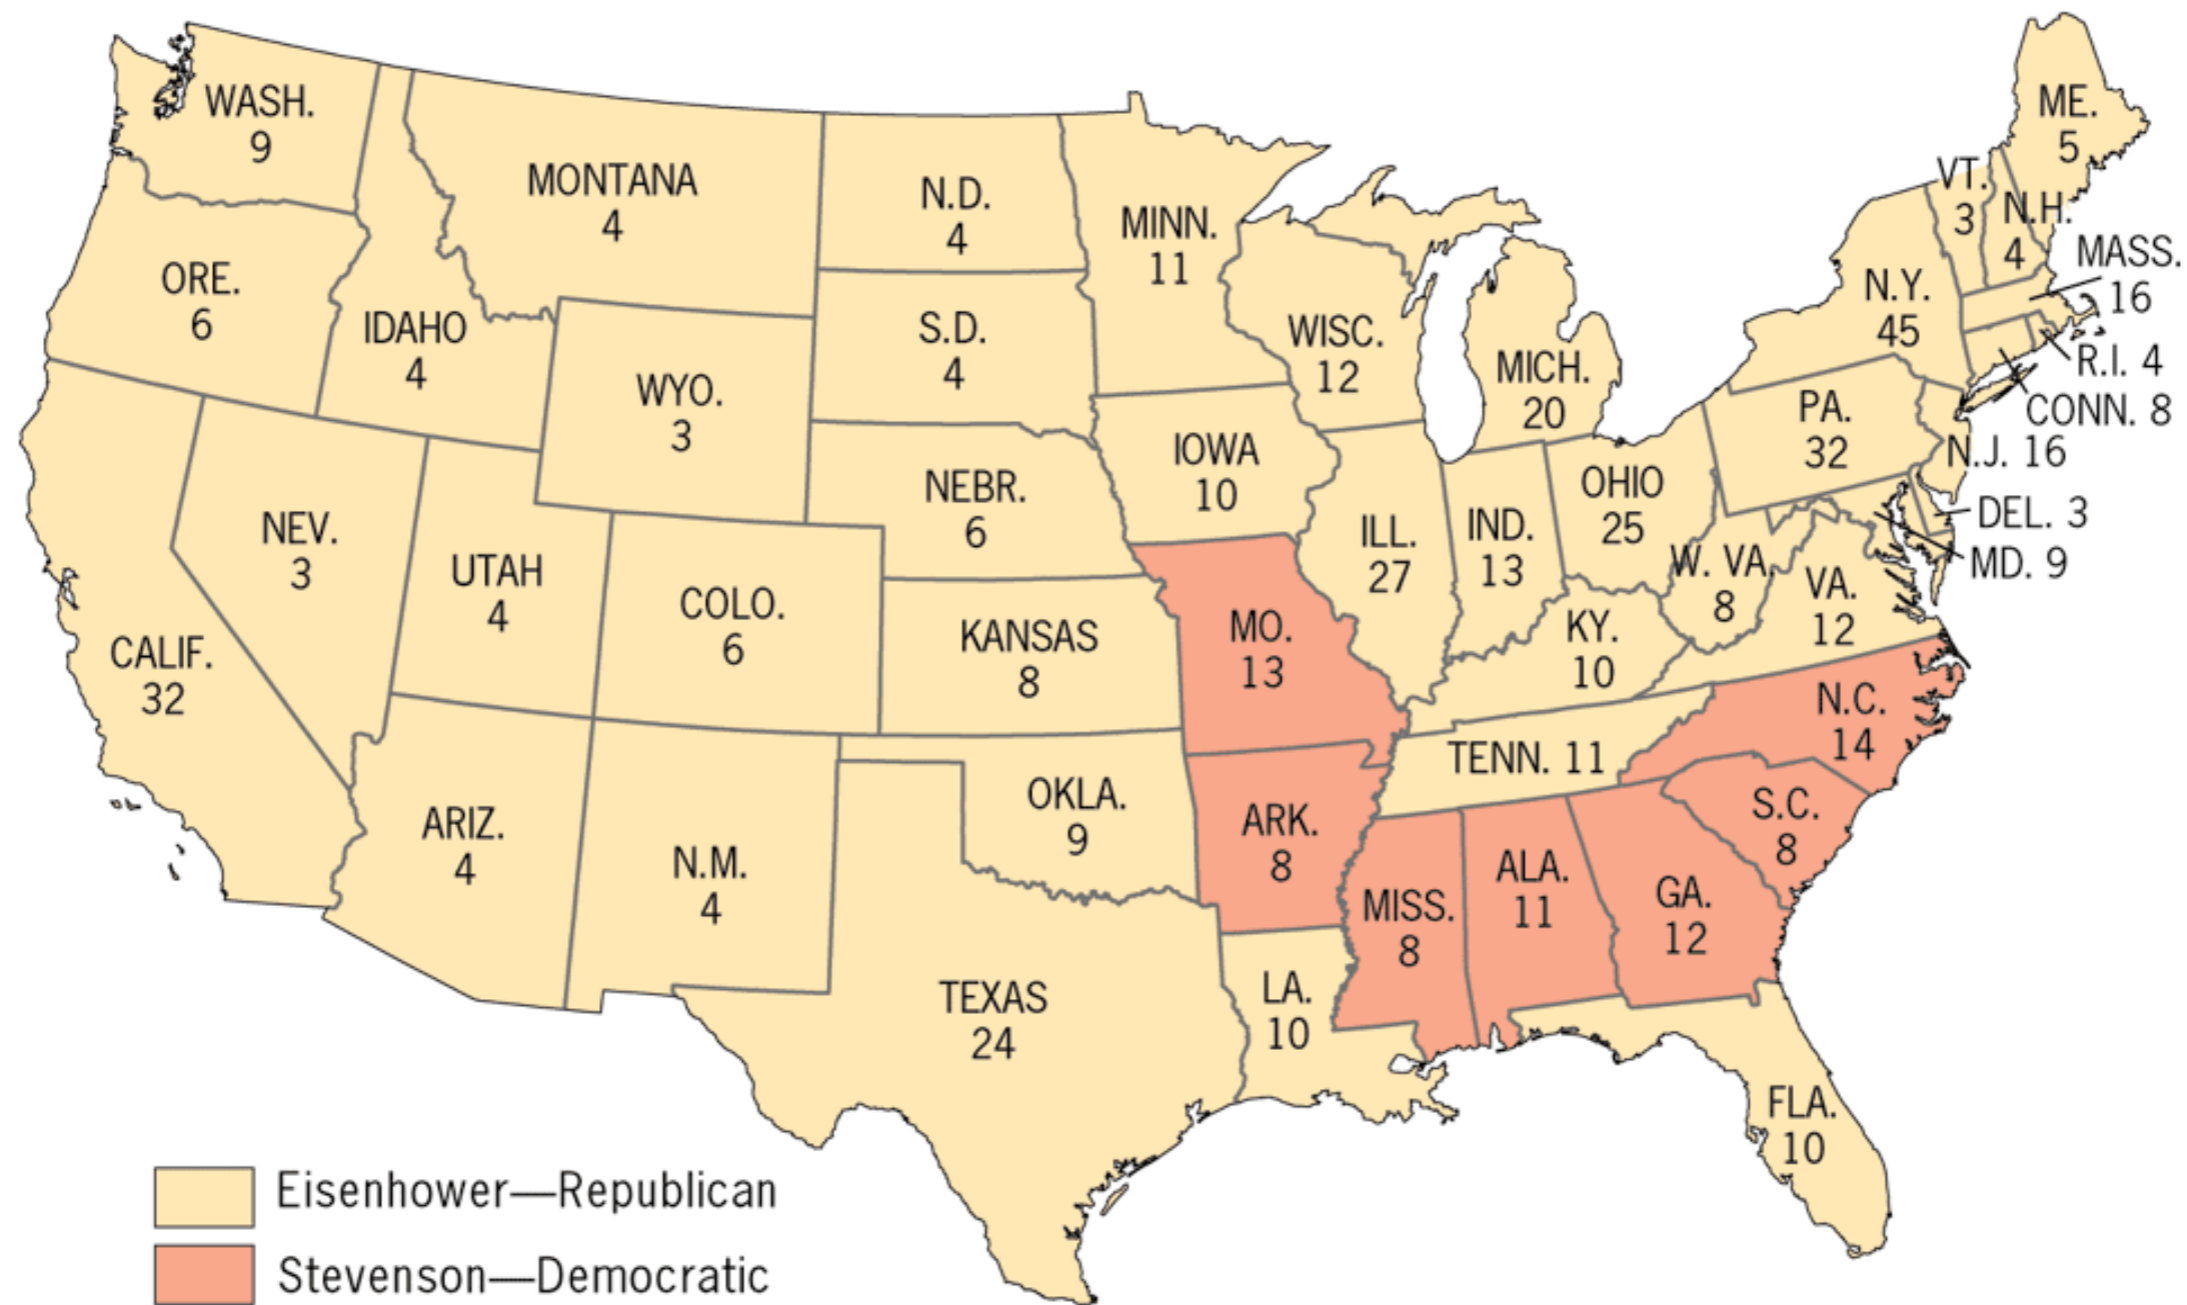 WASH.
9
ORE.
6
CALIF.
32
IDAHO
4
NEV.
3
MONTANA
4
WYO.
3
UTAH
4
COLO.
6
ARIZ.
4
N.M.
4
N.D.
4
S.D.
4
NEBR.
6
KANSAS
8
OKLA.
9
TEXAS
24
MINN.
11
IOWA
10
MO.
13
ARK.
8
LA.
10
WISC.
12
ILL.
27
MICH.
20
IND.
13
OHIO
25
KY.
10
TENN. 11
MISS.
8
ALA.
11
GA.
12
FLA.
10
S.C.
8
N.C.
14
VA.
12
W. VA.
8
PA.
32
N.Y.
45
VT.
3
N.H.
4
ME.
5
MASS.
16
R.I. 4
CONN. 8
N.J. 16
DEL. 3
MD. 9
Eisenhower—Republican
Stevenson—Democratic